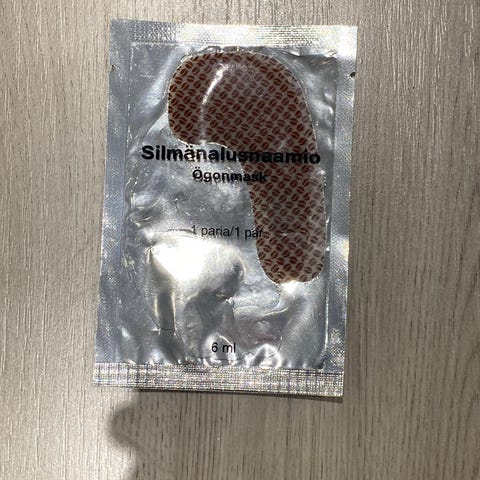 Silmänalusnaamio
Ögonmask
1 paria/1 par
6 ml